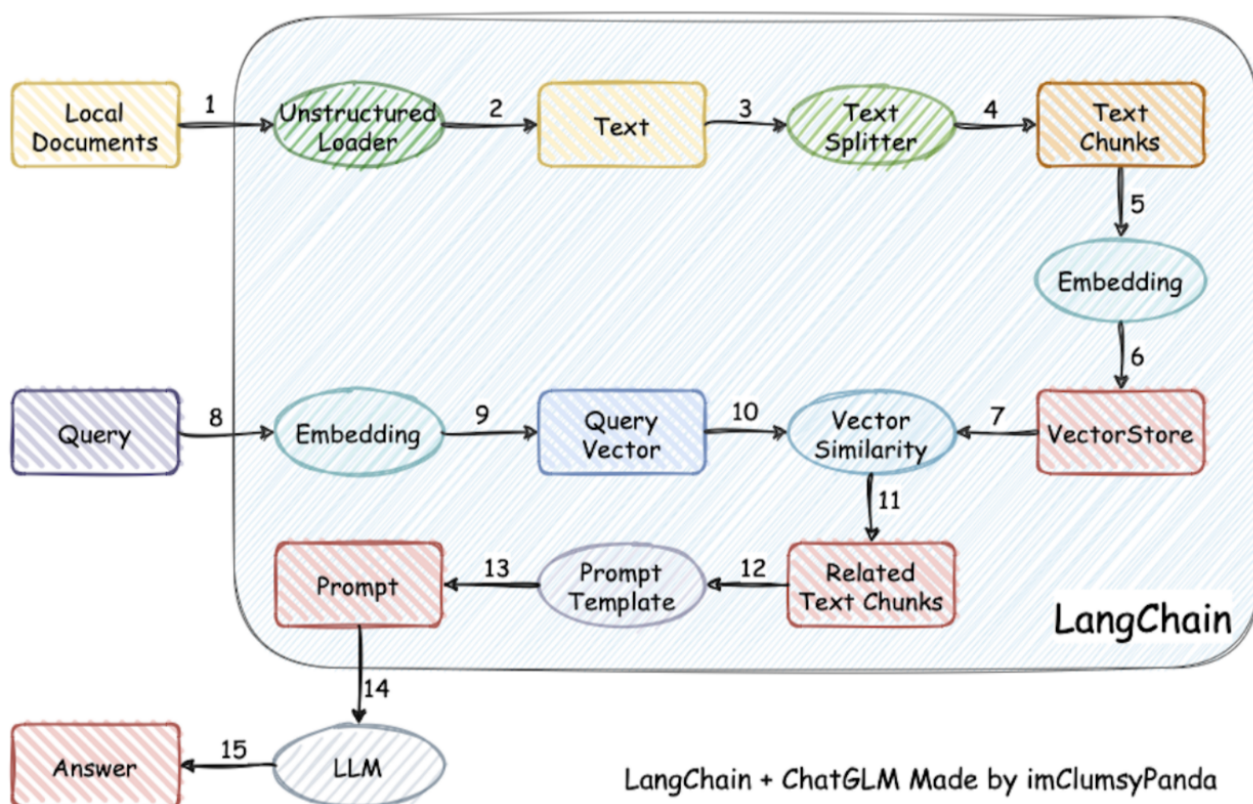 1
2
3
4
Local
Documents
Unstructured
Loader
Text
Text
Splitter
Text
Chunks
5
Embedding
6
8
9
10
7
Query
Embedding
Query
Vector
Vector
Similarity
VectorStore
11
13
12
Prompt
Prompt
Template
Related
Text Chunks
LangChain
14
15
Answer
LLM
LangChain + ChatGLM Made by imClumsyPanda